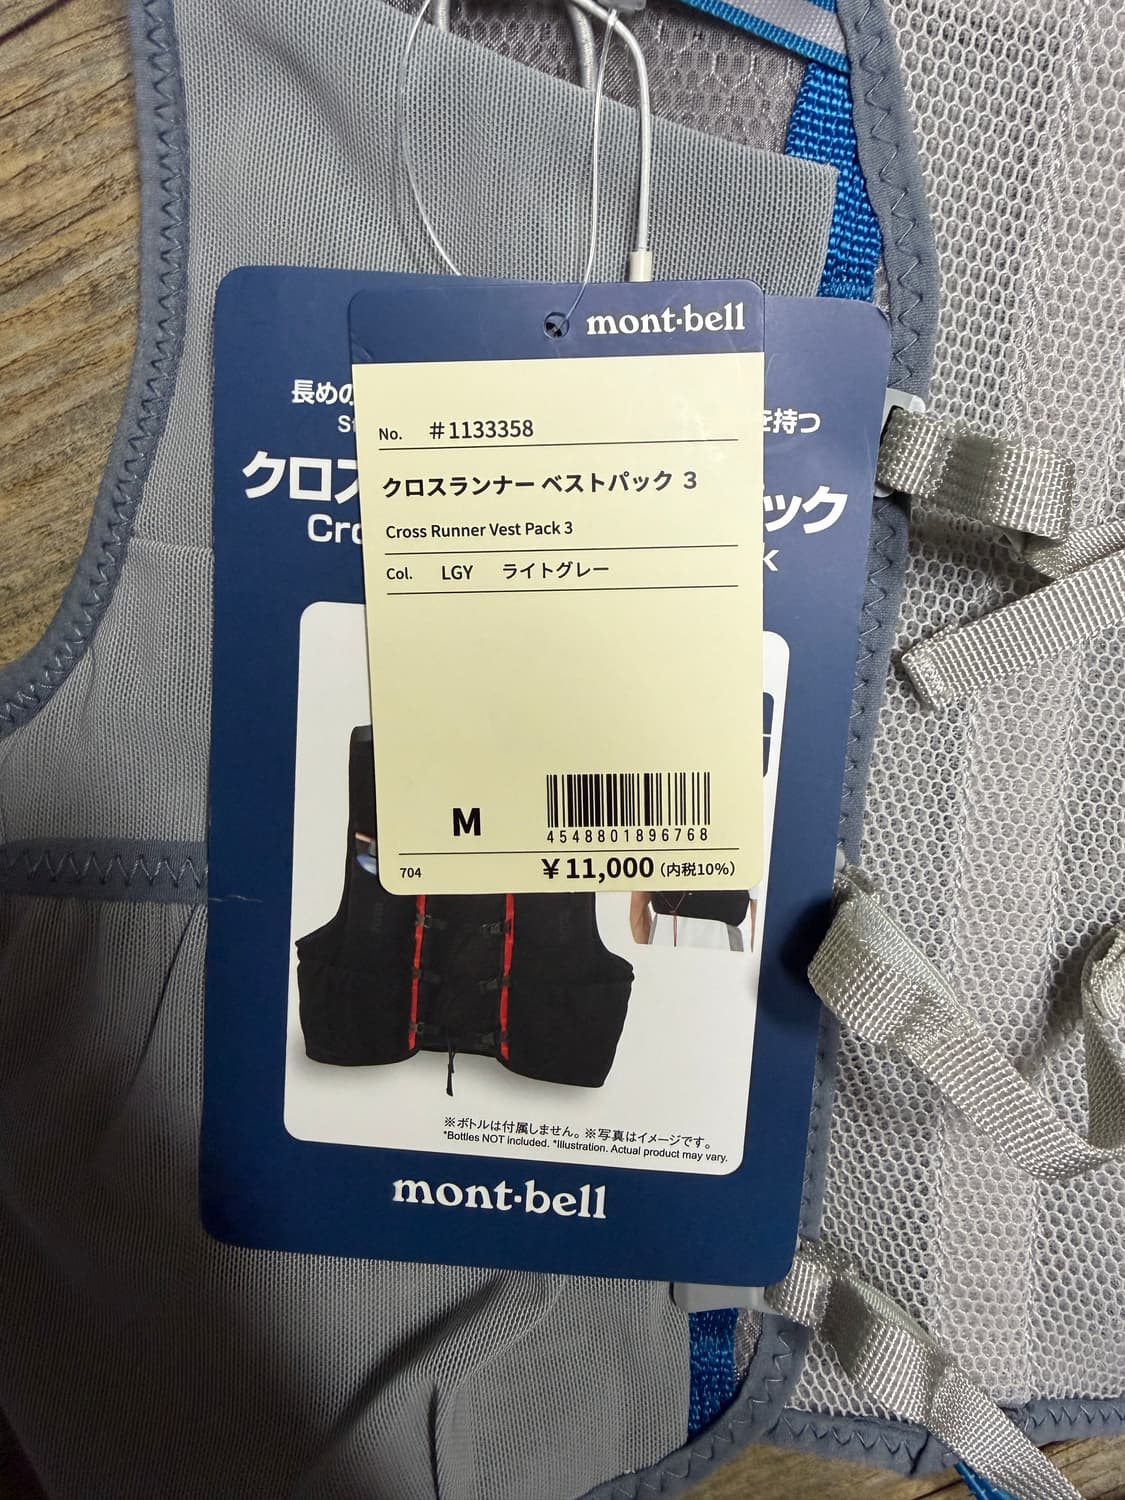 mont·bell
長めの
を持つ
No. #1133358
クロスランナー ベストパック 3
Cross Runner Vest Pack 3
Col. LGY ライトグレー
M
4548801896768
704 ¥11,000 (内税10%)
クロス
ック
※ボトルは付属しません。※写真はイメージです。
*Bottles NOT included. *Illustration. Actual product may vary.
mont·bell